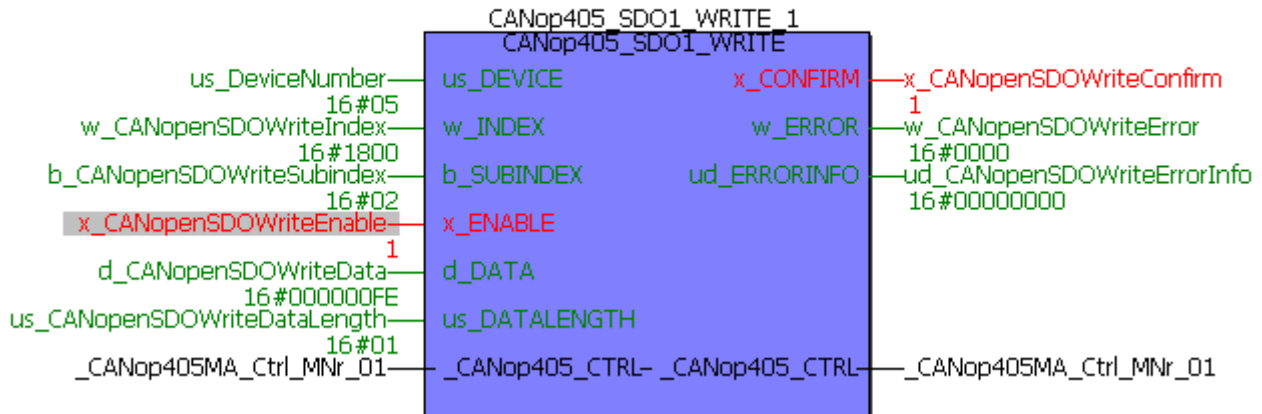 CANop405_SDO1_WRITE_1
CANop405_SDO1_WRITE
us_DeviceNumber us_DEVICE x_CONFIRM x_CANopenSDOWriteConfirm
16#05 1
w_CANopenSDOWriteIndex w_INDEX w_ERROR w_CANopenSDOWriteError
16#1800 16#0000
b_CANopenSDOWriteSubindex b_SUBINDEX ud_ERRORINFO ud_CANopenSDOWriteErrorInfo
16#02 16#00000000
x_CANopenSDOWriteEnable x_ENABLE
1
d_CANopenSDOWriteData d_DATA
16#000000FE
us_CANopenSDOWriteDataLength us_DATALENGTH
16#01
_CANop405MA_Ctrl_MNr_01 _CANop405_CTRL _CANop405_CTRL _CANop405MA_Ctrl_MNr_01